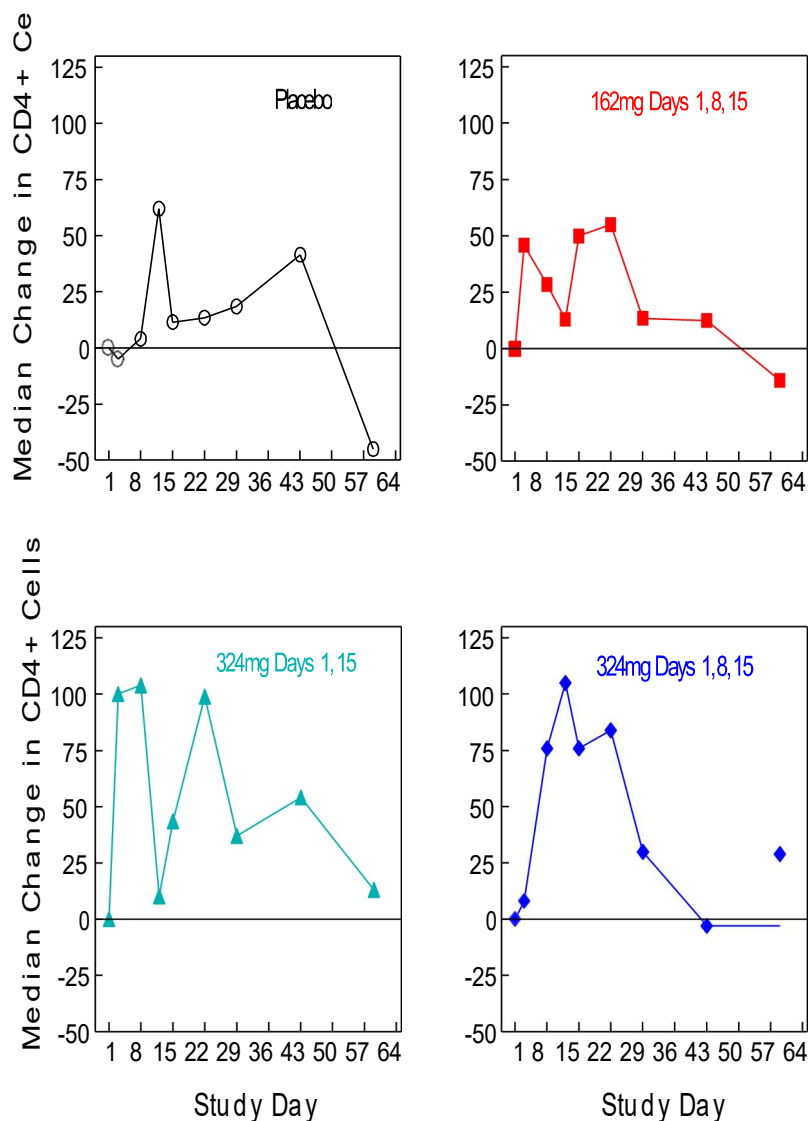 Median Change in CD4+ Ce
125
100
75
50
25
0
-25
-50
Placebo
1 8 15 22 29 36 43 50 57 64
125
100
75
50
25
0
-25
-50
162mg Days 1, 8, 15
1 8 15 22 29 36 43 50 57 64
Median Change in CD4+ Cells
125
100
75
50
25
0
-25
-50
324mg Days 1, 15
1 8 15 22 29 36 43 50 57 64
Study Day
125
100
75
50
25
0
-25
-50
324mg Days 1, 8, 15
1 8 15 22 29 36 43 50 57 64
Study Day